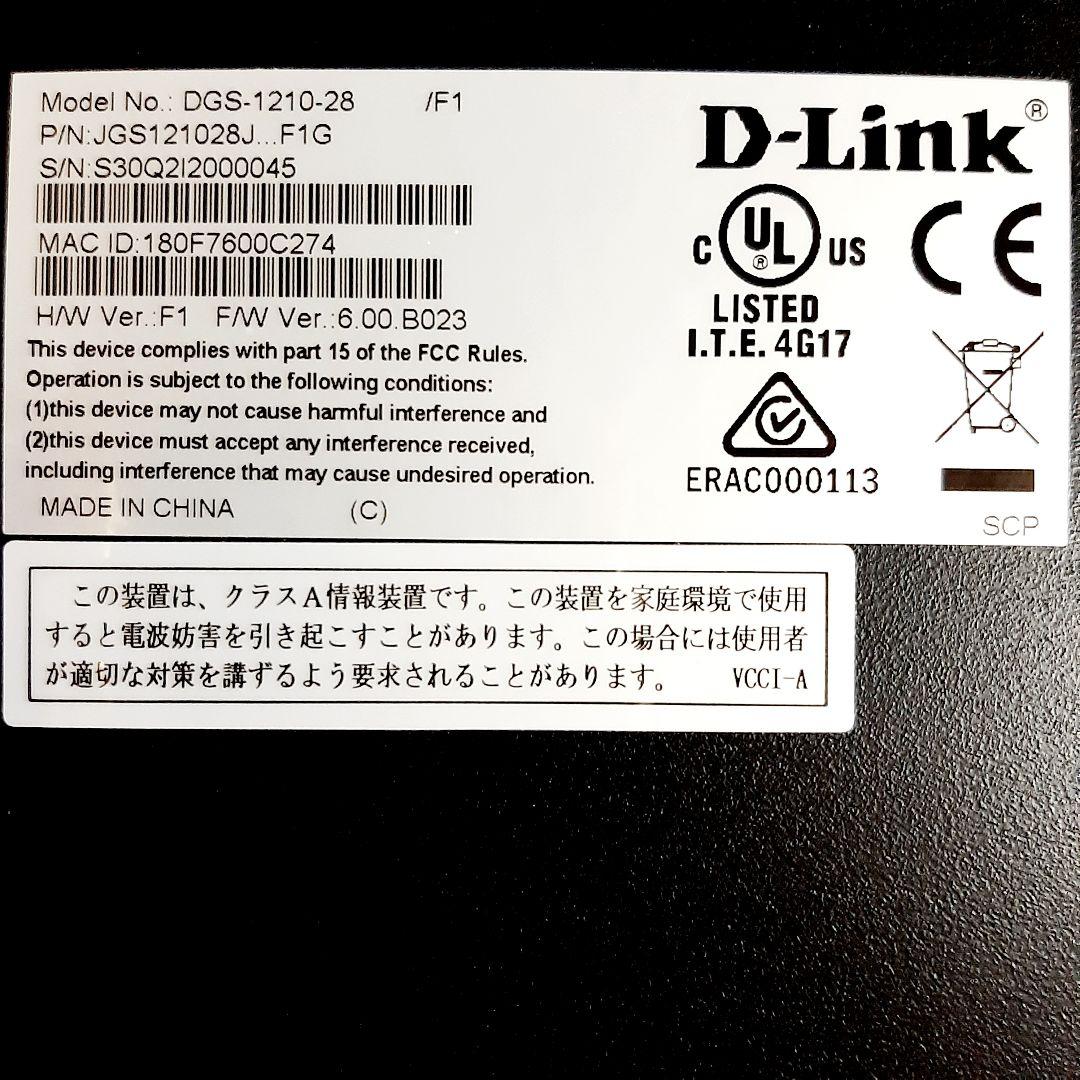 Model No.: DGS-1210-28 /F1
P/N:JGS121028J...F1G
S/N:S30Q2I2000045
MAC ID:180F7600C274
H/W Ver.:F1 F/W Ver.:6.00.B023
This device complies with part 15 of the FCC Rules.
Operation is subject to the following conditions:
(1)this device may not cause harmful interference and
(2)this device must accept any interference received,
including interference that may cause undesired operation.
MADE IN CHINA (C)
D-Link®
C UL® US
CE
LISTED
I.T.E. 4G17
ERAC000113
SCP
この装置は、クラスA情報装置です。この装置を家庭環境で使用
すると電波妨害を引き起こすことがあります。この場合には使用者
が適切な対策を講ずるよう要求されることがあります。 VCCI-A